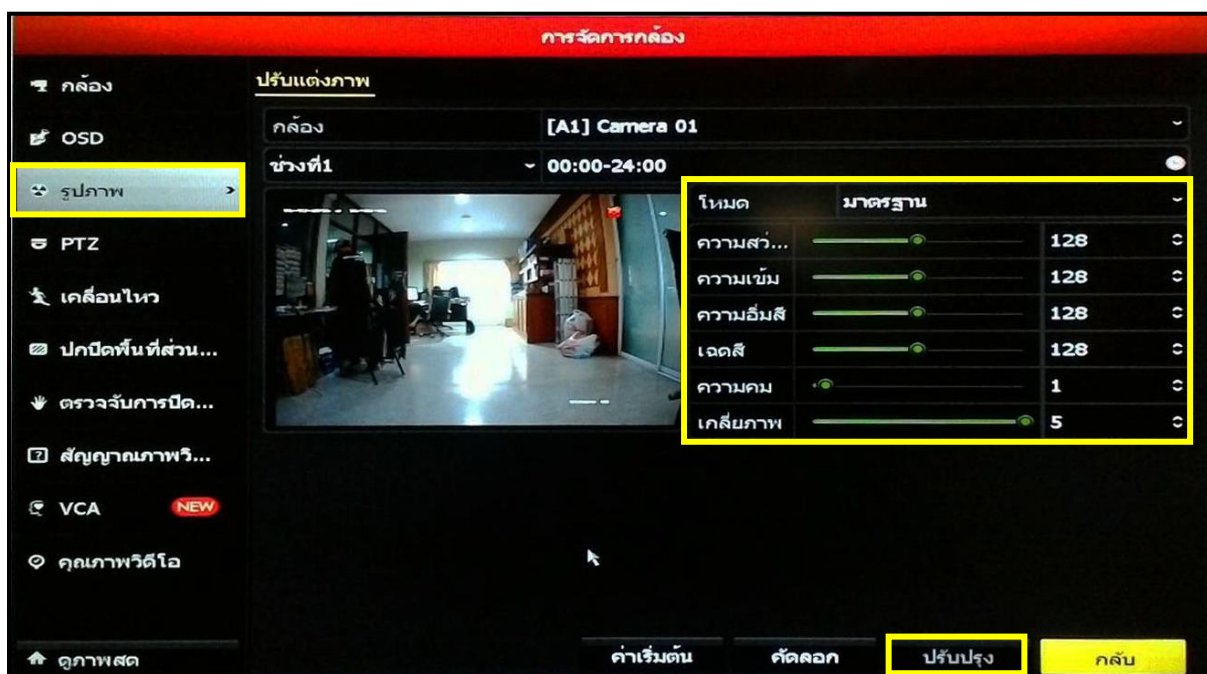 การจัดการกล้อง
กล้อง
OSD
รูปภาพ
PTZ
เคลื่อนไหว
ปกปิดพื้นที่ส่วน...
ตรวจจับการปิด...
สัญญาณภาพวิ...
VCA NEW
คุณภาพวิดีโอ
ดูภาพสด
ปรับแต่งภาพ
กล้อง [A1] Camera 01
ช่วงที่1 00:00-24:00
โหมด มาตรฐาน
ความสว่... 128
ความเข้ม 128
ความอิ่มสี 128
เฉดสี 128
ความคม 1
เกลี่ยภาพ 5
ค่าเริ่มต้น คัดลอก ปรับปรุง กลับ